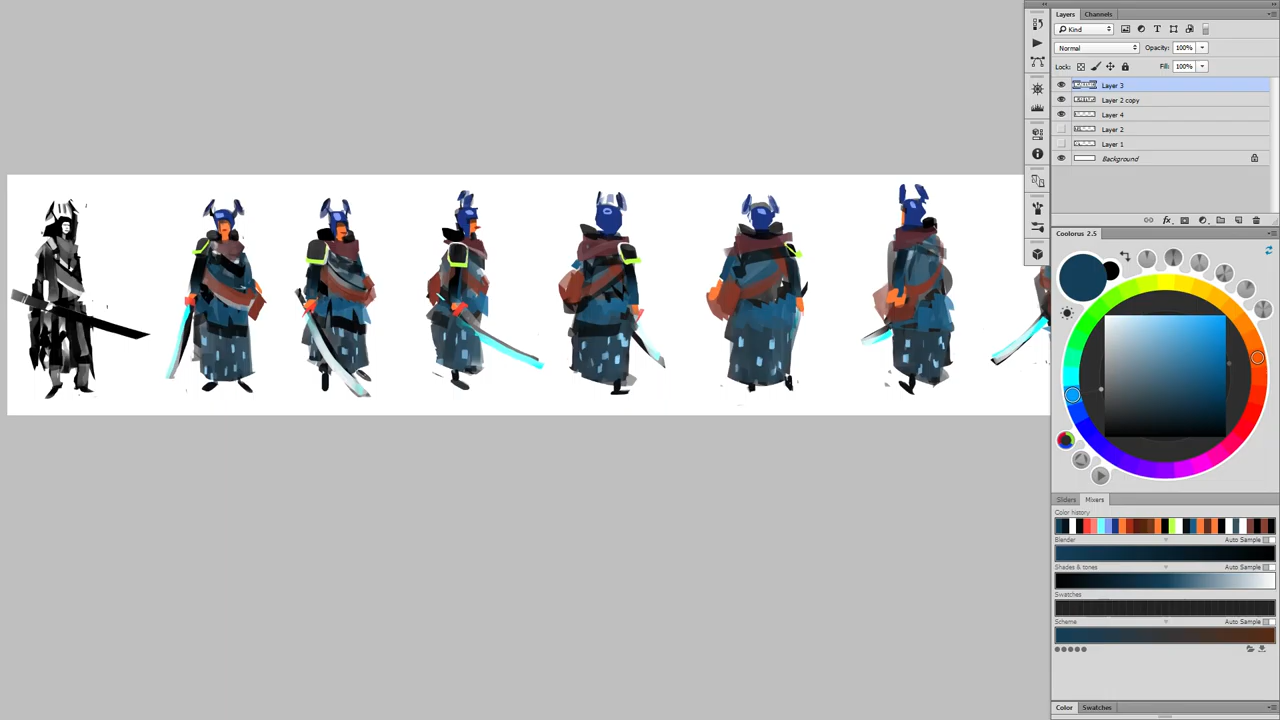 Layers Channels
Kind
Normal Opacity: 100%
Lock: Fill: 100%
Layer 3
Layer 2 copy
Layer 4
Layer 2
Layer 1
Background
Coolorus 2.5
Sliders Mixers
Color history
Blender Auto Sample
Shades & tones Auto Sample
Swatches
Scheme Auto Sample
Color Swatches